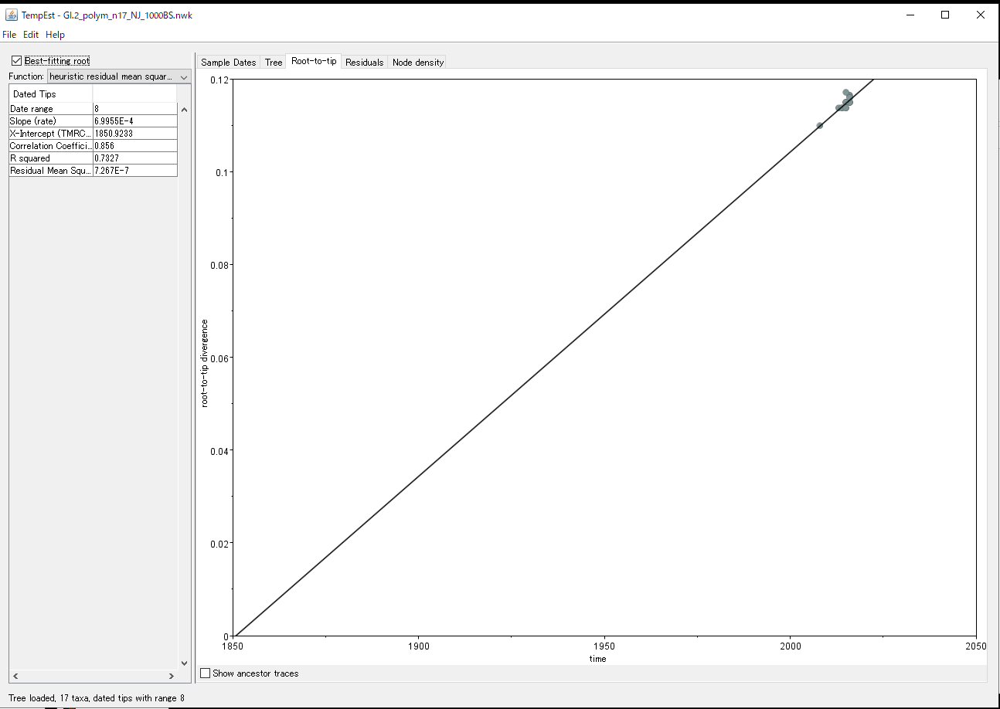 TempEst - GI.2_polym_n17_NJ_1000BS.nwk
File Edit Help
Best-fitting root
Function: heuristic residual mean squar...
Dated Tips
Date range 8
Slope (rate) 6.9955E-4
X-Intercept (TMRC... 1850.9233
Correlation Coeffici... 0.856
R squared 0.7327
Residual Mean Squ... 7.267E-7
Sample Dates Tree Root-to-tip Residuals Node density
0.12
0.1
0.08
0.06
0.04
0.02
0
root-to-tip divergence
1850 1900 1950 2000 2050
time
Show ancestor traces
Tree loaded, 17 taxa, dated tips with range 8